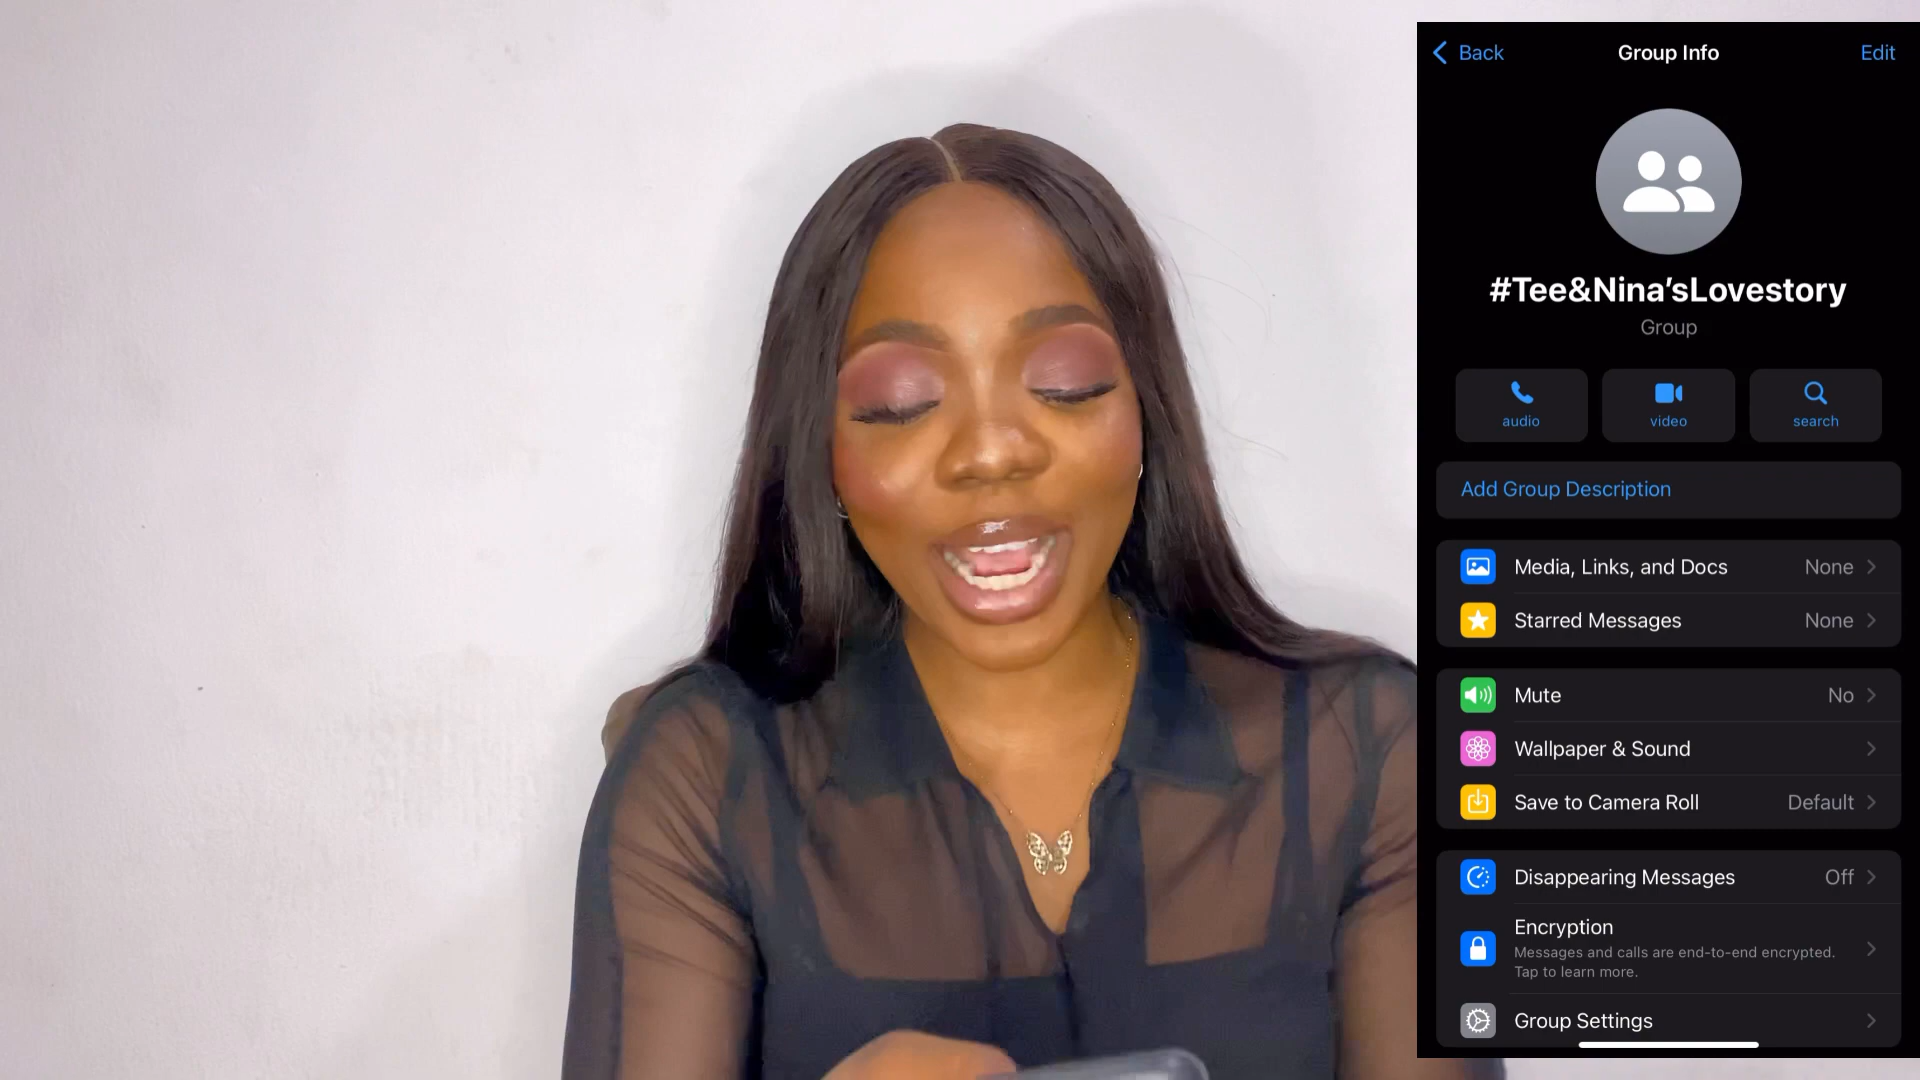 Back
Group Info
Edit
#Tee&Nina'sLovestory
Group
audio
video
search
Add Group Description
Media, Links, and Docs
None
Starred Messages
None
Mute
No
Wallpaper & Sound
Save to Camera Roll
Default
Disappearing Messages
Off
Encryption
Messages and calls are end-to-end encrypted.
Tap to learn more.
Group Settings